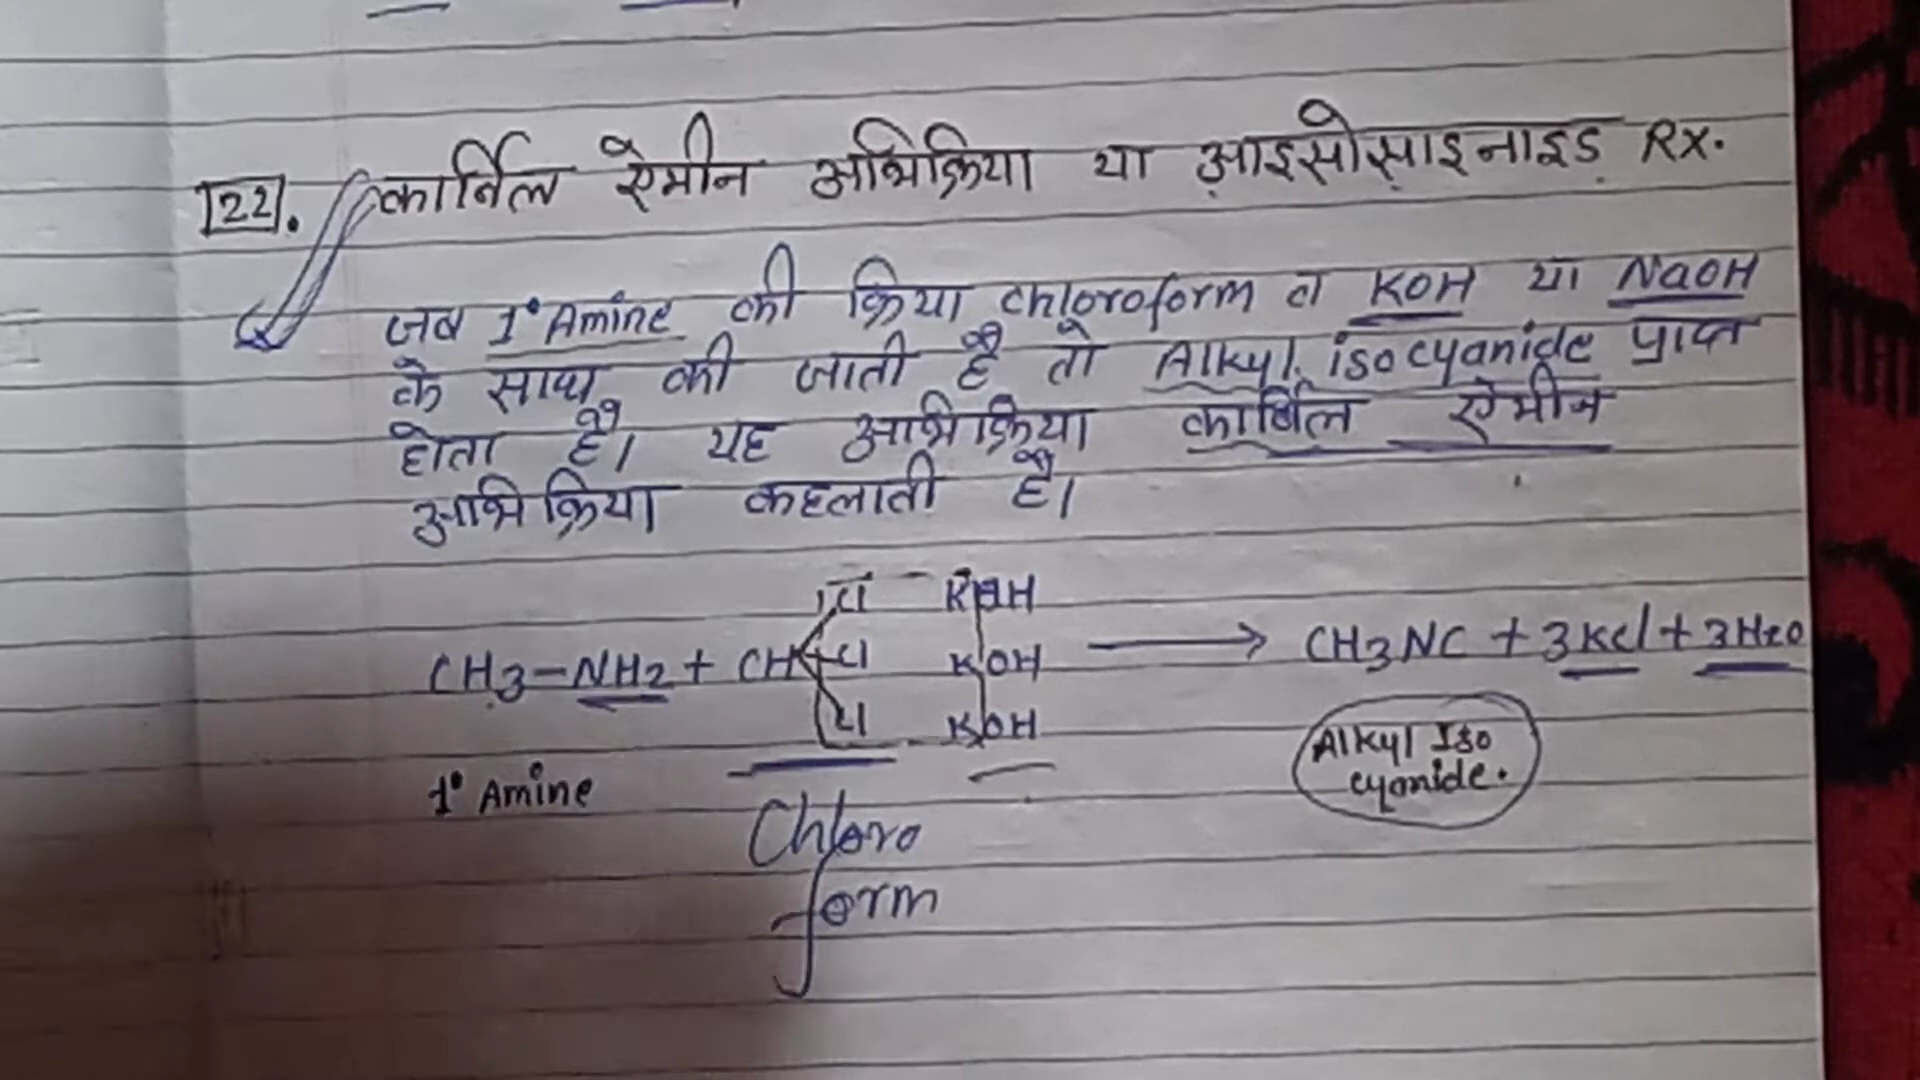 22. कार्बिल ऐमीन अभिक्रिया या आइसोसाइनाइड Rx.
जब 1° Amine की क्रिया chloroform व KOH या NaOH
के साथ की जाती है तो Alkyl isocyanide प्राप्त
होता है। यह अभिक्रिया कार्बिल ऐमीन
अभिक्रिया कहलाती है।
Cl KOH
CH3-NH2 + CH Cl KOH ⟶ CH3NC + 3KCl + 3H2O
Cl KOH
1° Amine
Chloro
form
Alkyl Iso
cyanide.